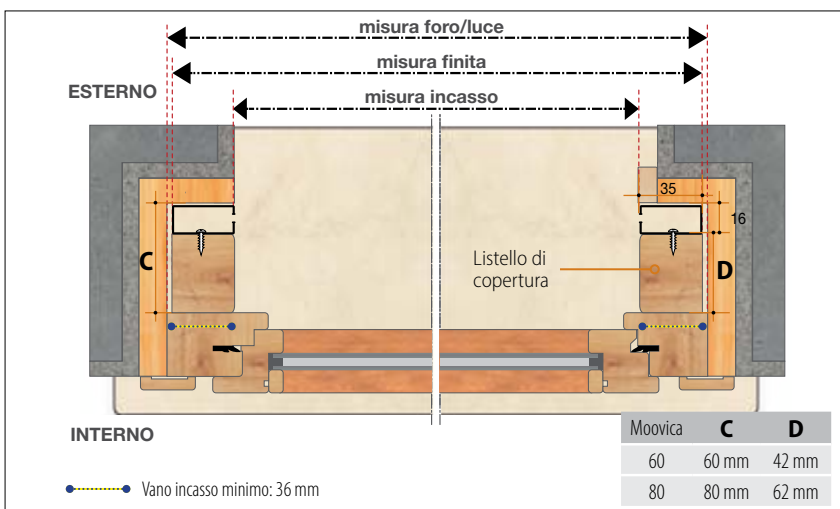 misura foro/luce
misura finita
ESTERNO
misura incasso
35
16
C
D
Listello di
copertura
INTERNO
Vano incasso minimo: 36 mm
Moovica C D
60 60 mm 42 mm
80 80 mm 62 mm